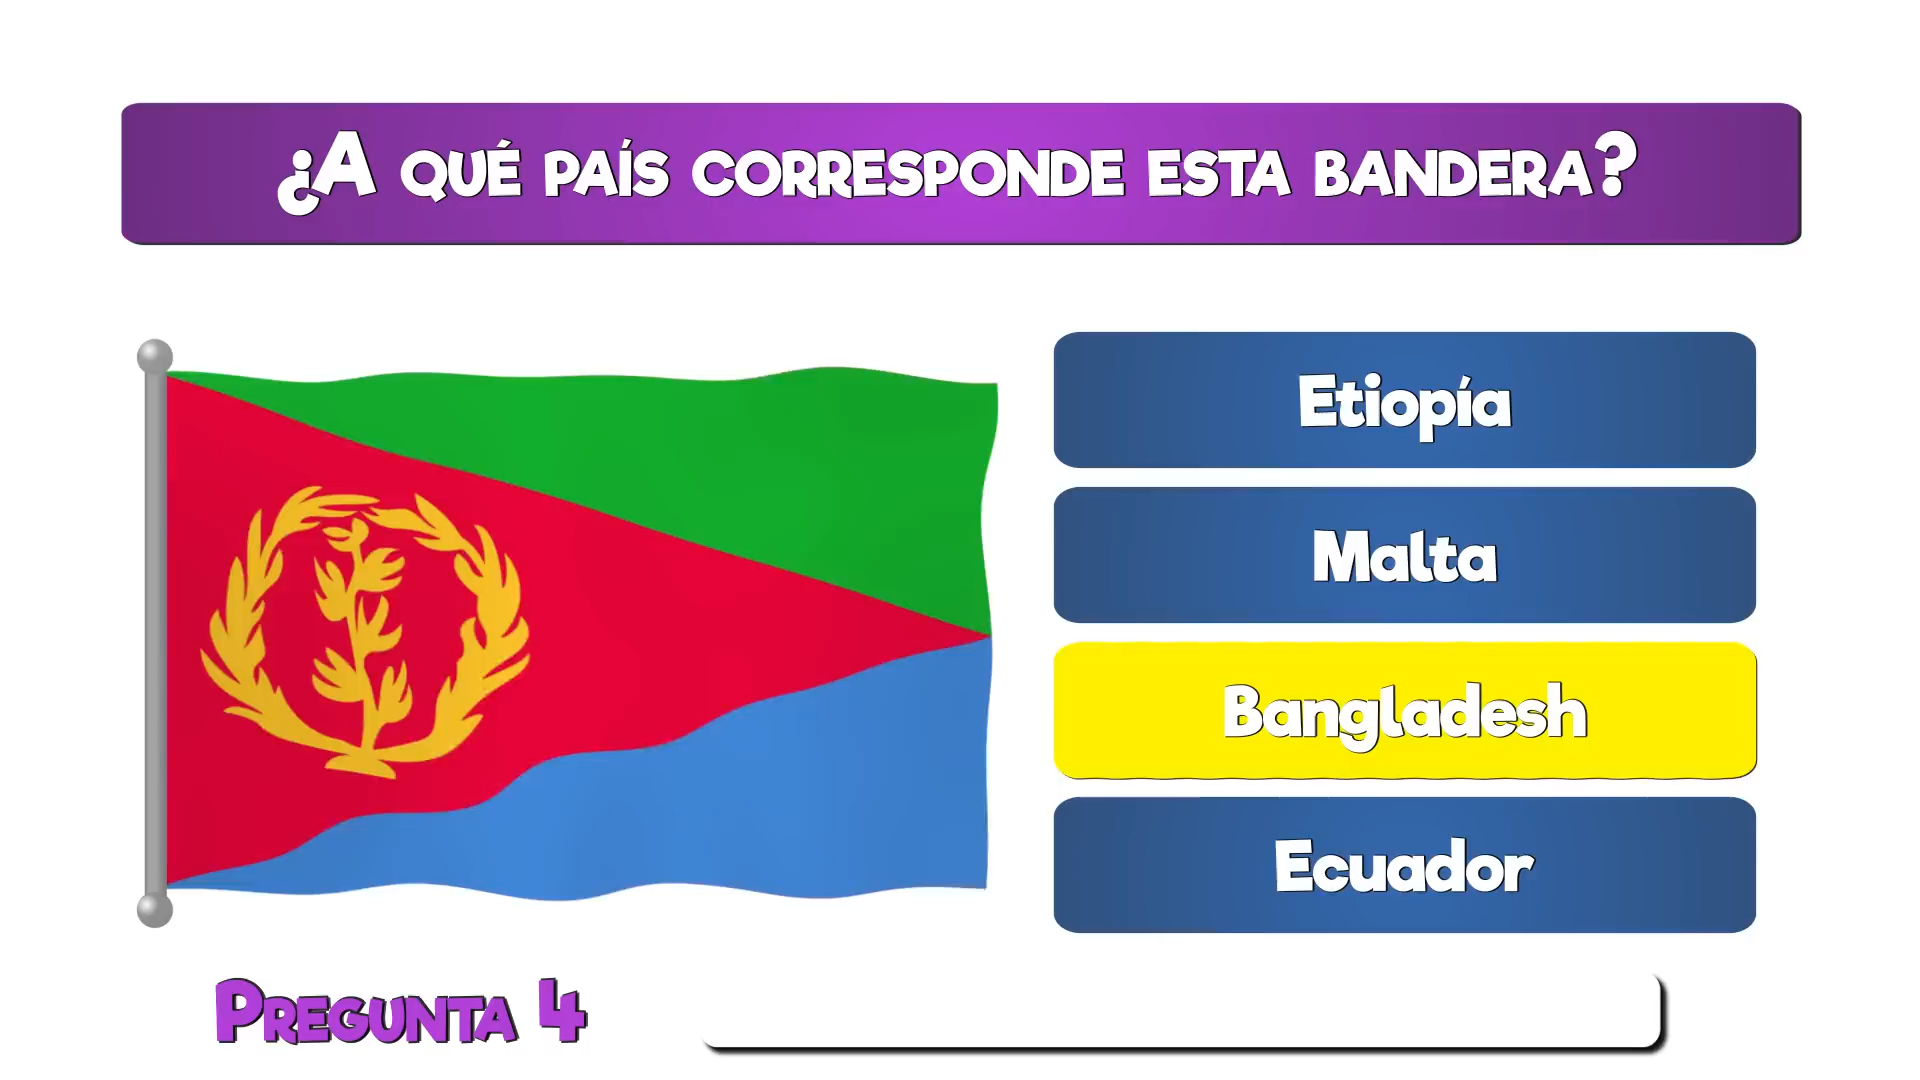 ¿A QUÉ PAÍS CORRESPONDE ESTA BANDERA?
Etiopía
Malta
Bangladesh
Ecuador
PREGUNTA 4